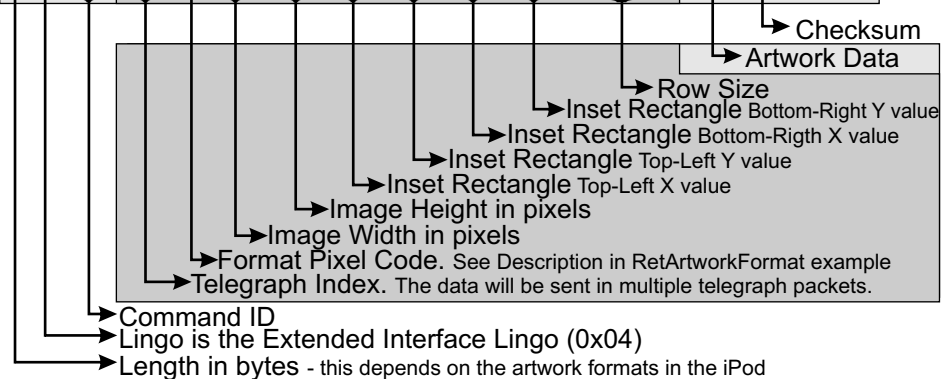 Checksum
Artwork Data
Row Size
Inset Rectangle Bottom-Right Y value
Inset Rectangle Bottom-Rigth X value
Inset Rectangle Top-Left Y value
Inset Rectangle Top-Left X value
Image Height in pixels
Image Width in pixels
Format Pixel Code. See Description in RetArtworkFormat example
Telegraph Index. The data will be sent in multiple telegraph packets.
Command ID
Lingo is the Extended Interface Lingo (0x04)
Length in bytes - this depends on the artwork formats in the iPod